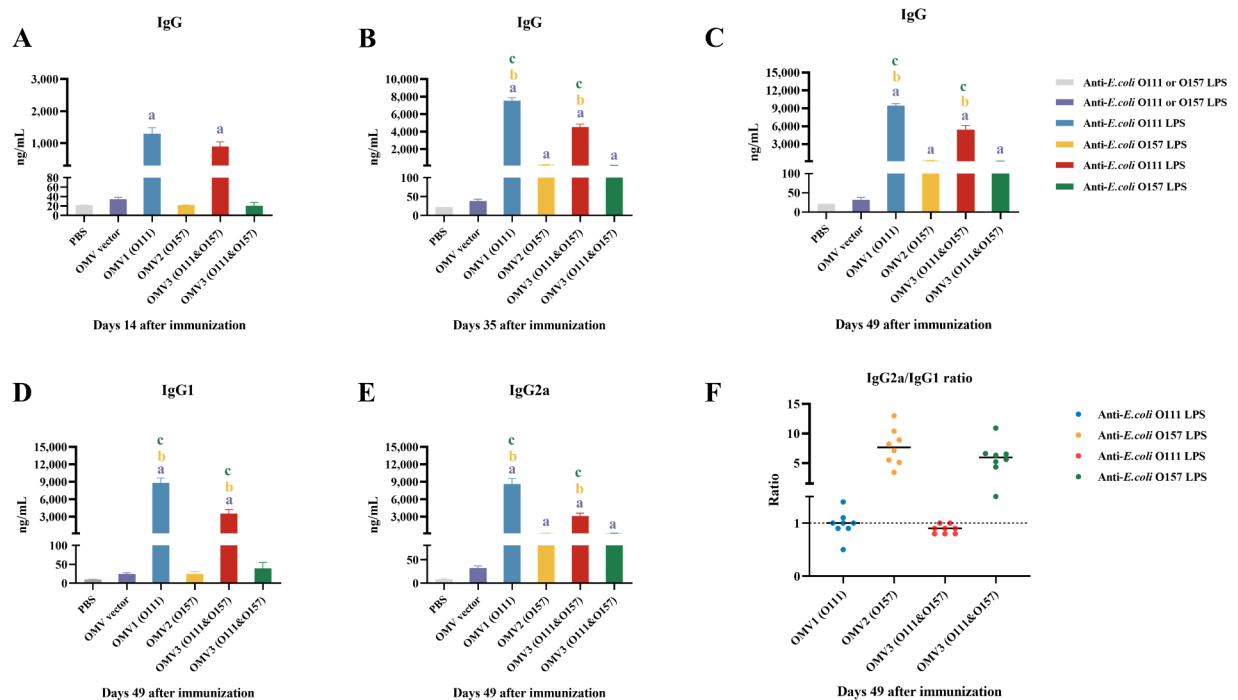 A
IgG
3,000
2,000
1,000
80
60
40
20
0
ng/mL
a
a
PBS
OMV vector
OMV1 (O111)
OMV2 (O157)
OMV3 (O111&O157)
OMV3 (O111&O157)
Days 14 after immunization
B
IgG
10,000
8,000
6,000
4,000
2,000
100
50
0
ng/mL
c
b
a
a
c
b
a
a
PBS
OMV vector
OMV1 (O111)
OMV2 (O157)
OMV3 (O111&O157)
OMV3 (O111&O157)
Days 35 after immunization
C
IgG
15,000
12,000
9,000
6,000
3,000
100
50
0
ng/mL
c
b
a
a
c
b
a
a
PBS
OMV vector
OMV1 (O111)
OMV2 (O157)
OMV3 (O111&O157)
OMV3 (O111&O157)
Days 49 after immunization
Anti-E.coli O111 or O157 LPS
Anti-E.coli O111 or O157 LPS
Anti-E.coli O111 LPS
Anti-E.coli O157 LPS
Anti-E.coli O111 LPS
Anti-E.coli O157 LPS
D
IgG1
15,000
12,000
9,000
6,000
3,000
100
50
0
ng/mL
c
b
a
c
b
a
PBS
OMV vector
OMV1 (O111)
OMV2 (O157)
OMV3 (O111&O157)
OMV3 (O111&O157)
Days 49 after immunization
E
IgG2a
15,000
12,000
9,000
6,000
3,000
100
50
0
ng/mL
c
b
a
a
c
b
a
a
PBS
OMV vector
OMV1 (O111)
OMV2 (O157)
OMV3 (O111&O157)
OMV3 (O111&O157)
Days 49 after immunization
F
IgG2a/IgG1 ratio
15
10
5
1
0
Ratio
OMV1 (O111)
OMV2 (O157)
OMV3 (O111&O157)
OMV3 (O111&O157)
Days 49 after immunization
Anti-E.coli O111 LPS
Anti-E.coli O157 LPS
Anti-E.coli O111 LPS
Anti-E.coli O157 LPS